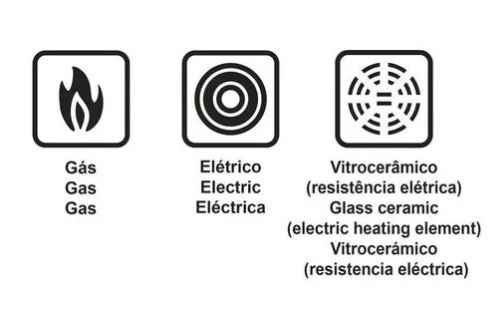 Gás
Gas
Gas
Elétrico
Electric
Eléctrica
Vitrocerâmico
(resistência elétrica)
Glass ceramic
(electric heating element)
Vitrocerámico
(resistencia eléctrica)